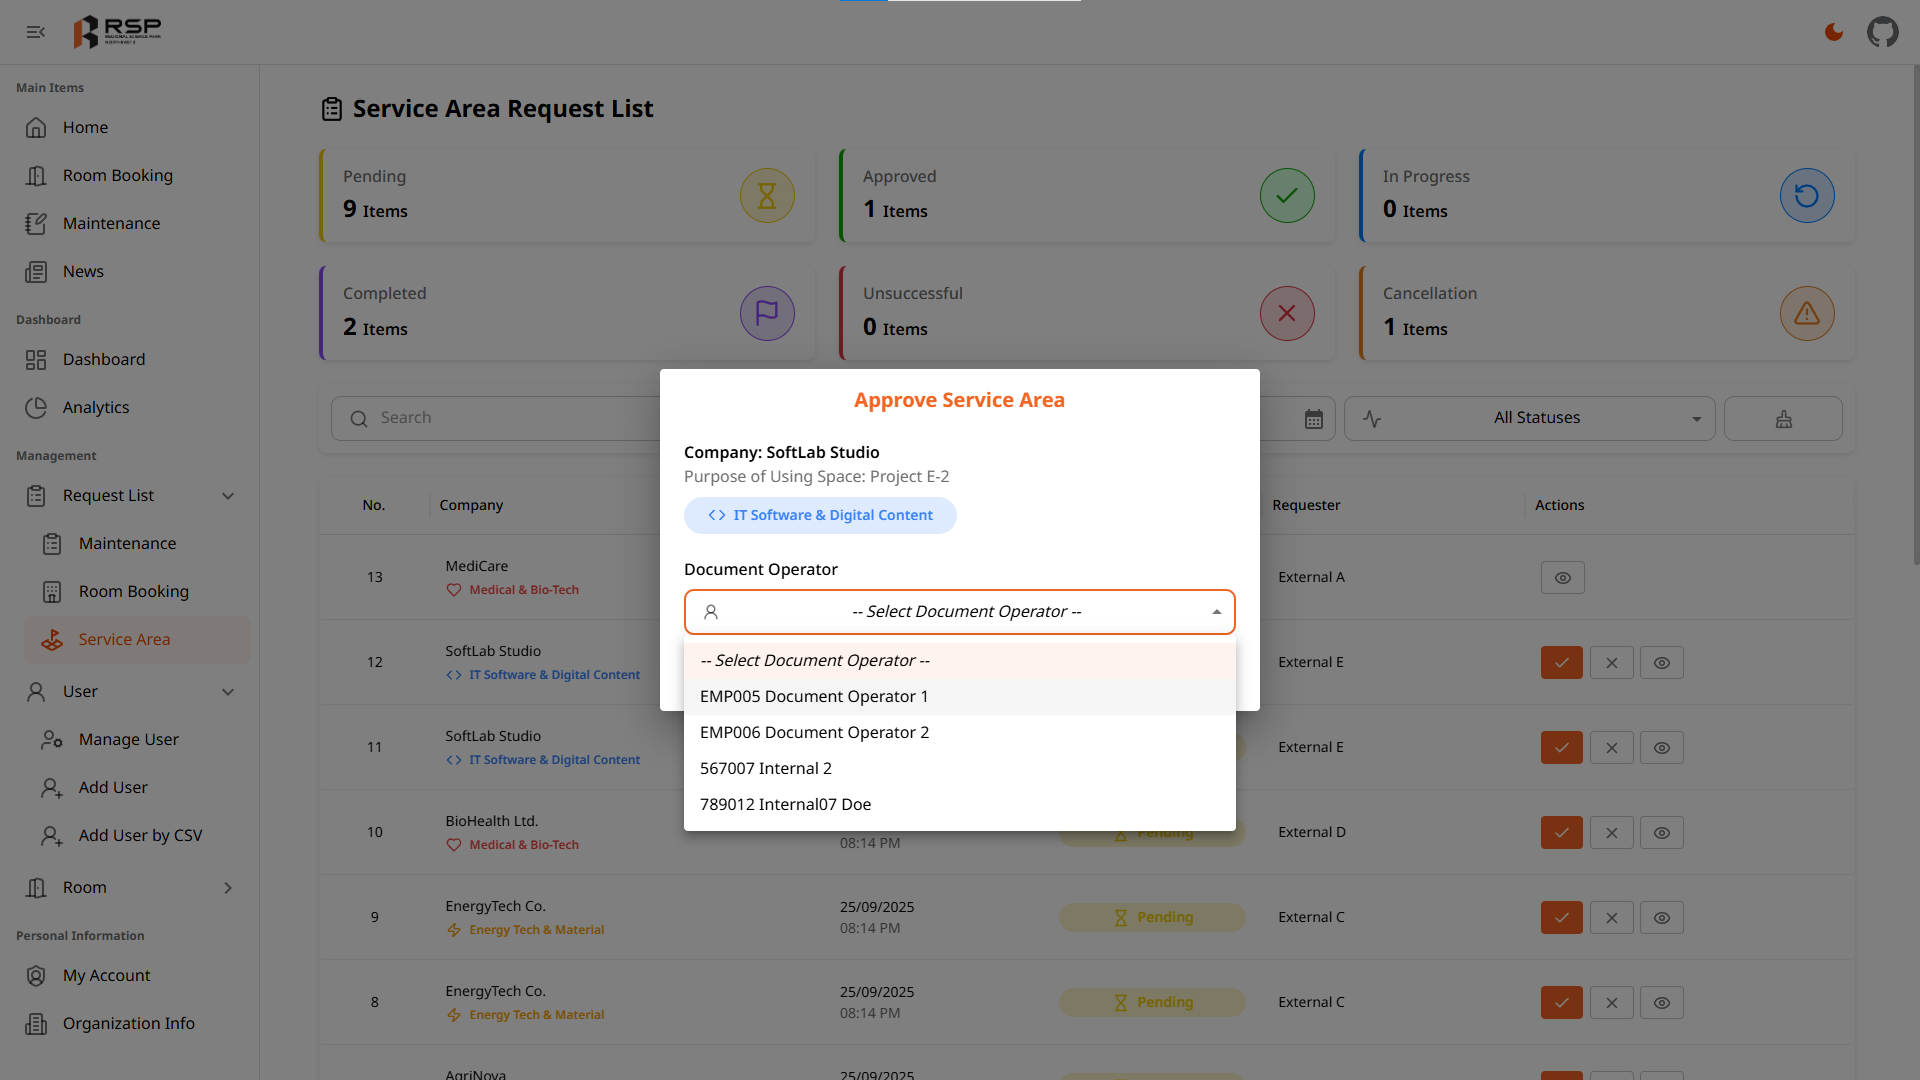 RSP
REGIONAL SCIENCE PARK
Main Items
Home
Room Booking
Maintenance
News
Dashboard
Dashboard
Analytics
Management
Request List
Maintenance
Room Booking
Service Area
User
Manage User
Add User
Add User by CSV
Room
Personal Information
My Account
Organization Info
Service Area Request List
Pending
9 Items
Approved
1 Items
In Progress
0 Items
Completed
2 Items
Unsuccessful
0 Items
Cancellation
1 Items
Search
All Statuses
Approve Service Area
Company: SoftLab Studio
Purpose of Using Space: Project E-2
IT Software & Digital Content
Document Operator
-- Select Document Operator --
-- Select Document Operator --
EMP005 Document Operator 1
EMP006 Document Operator 2
567007 Internal 2
789012 Internal07 Doe
No. Company Requester Actions
13 MediCare External A
Medical & Bio-Tech
12 SoftLab Studio External E
IT Software & Digital Content
11 SoftLab Studio External E
IT Software & Digital Content
10 BioHealth Ltd. Pending External D
Medical & Bio-Tech 08:14 PM
9 EnergyTech Co. 25/09/2025 Pending External C
Energy Tech & Material 08:14 PM
8 EnergyTech Co. 25/09/2025 Pending External C
Energy Tech & Material 08:14 PM
AgriNova 25/09/2025